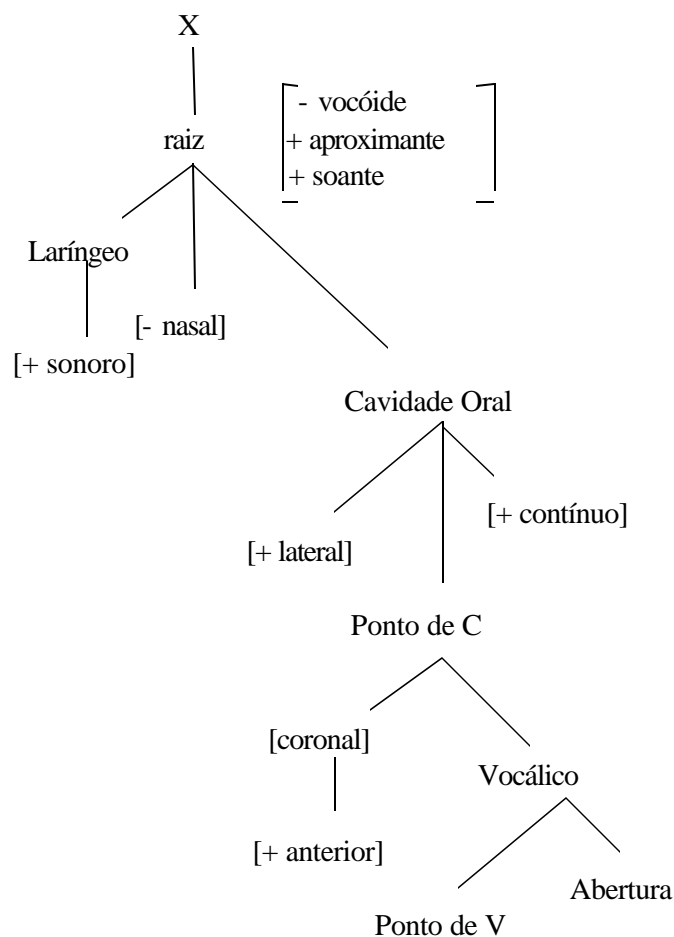 X
- vocóide
raiz
+ aproximante
+ soante
Laríngeo
[- nasal]
[+ sonoro]
Cavidade Oral
[+ contínuo]
[+ lateral]
Ponto de C
[coronal]
Vocálico
[+ anterior]
Abertura
Ponto de V